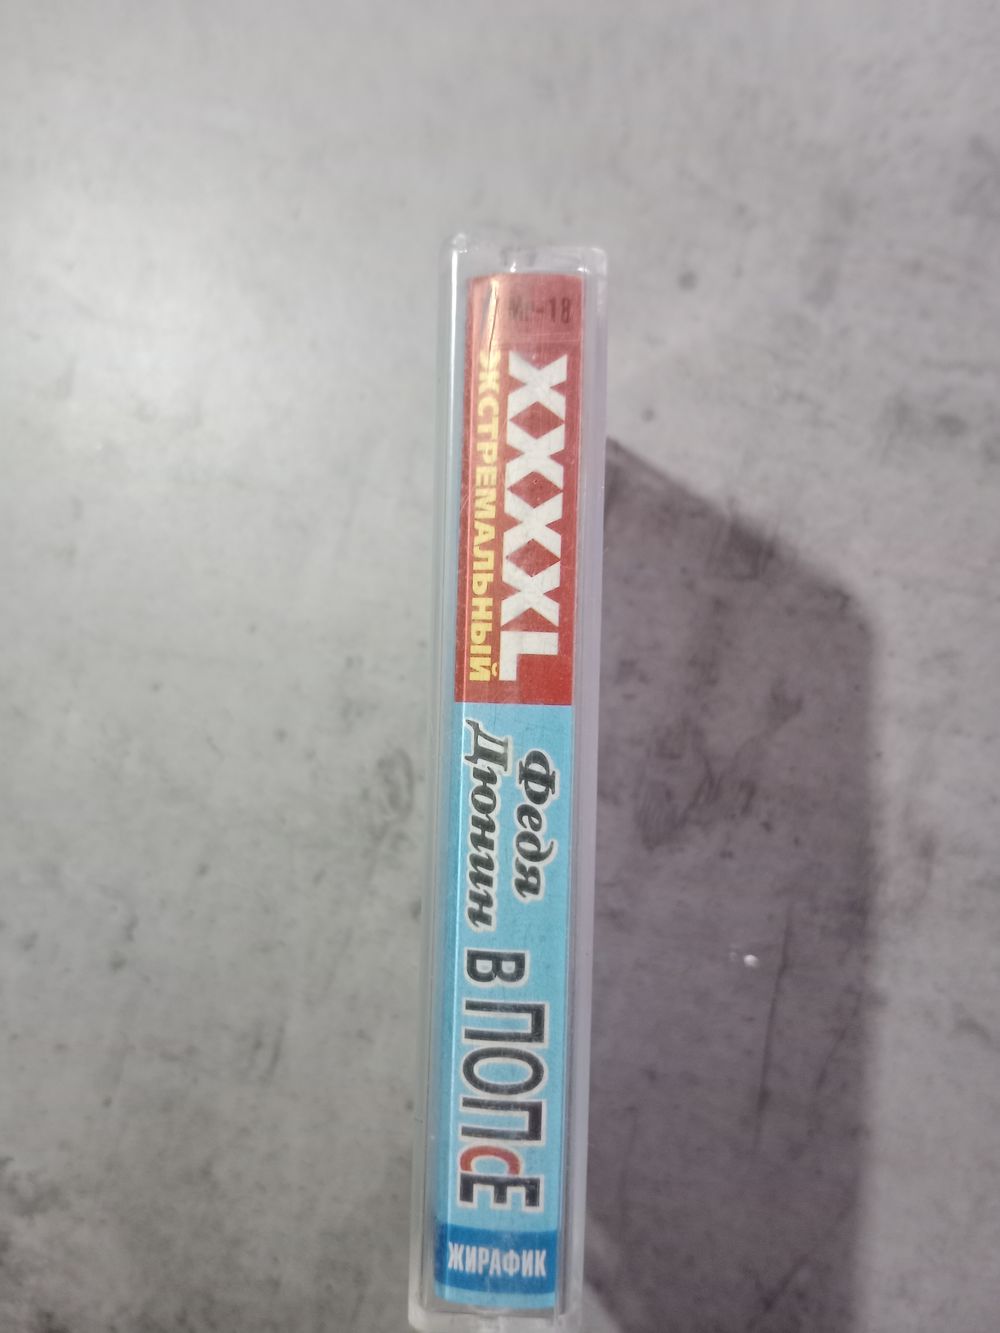 XXXXL
ЭКСТРЕМАЛЬНЫЙ
Федя
Дюнин
В ПОПСЕ
ЖИРАФИК